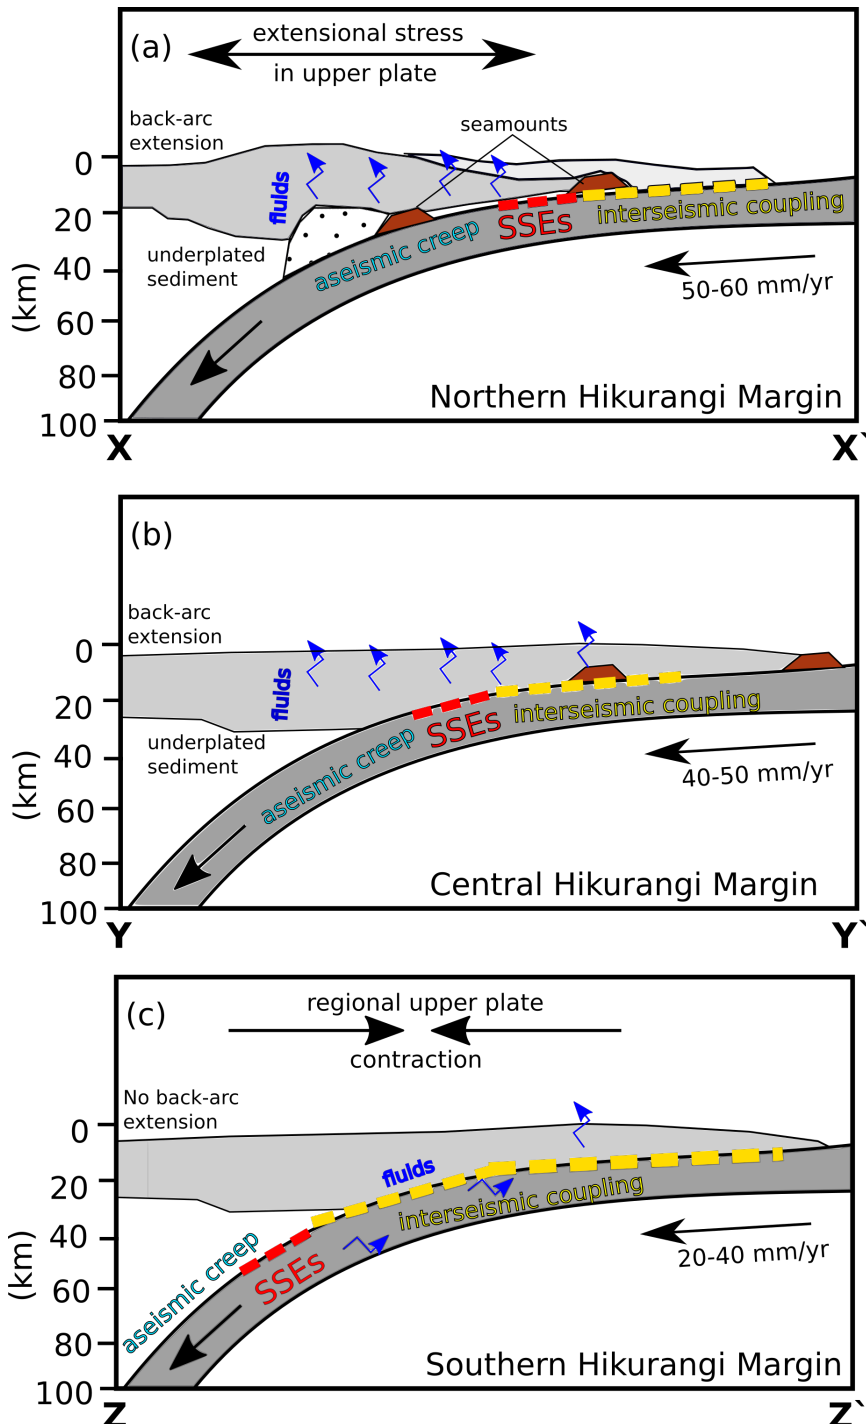 (a)
extensional stress
in upper plate
back-arc
extension
seamounts
0
fluids
20
SSEs
interseismic coupling
aseismic creep
underplated
sediment
40
(km)
50-60 mm/yr
60
80
Northern Hikurangi Margin
100
X
X`
(b)
back-arc
extension
0
fluids
20
interseismic coupling
SSEs
aseismic creep
underplated
sediment
40
(km)
40-50 mm/yr
60
80
Central Hikurangi Margin
100
Y
Y`
(c)
regional upper plate
contraction
No back-arc
extension
0
fluids
20
interseismic coupling
40
aseismic creep
SSEs
(km)
20-40 mm/yr
60
80
Southern Hikurangi Margin
100
Z
Z`